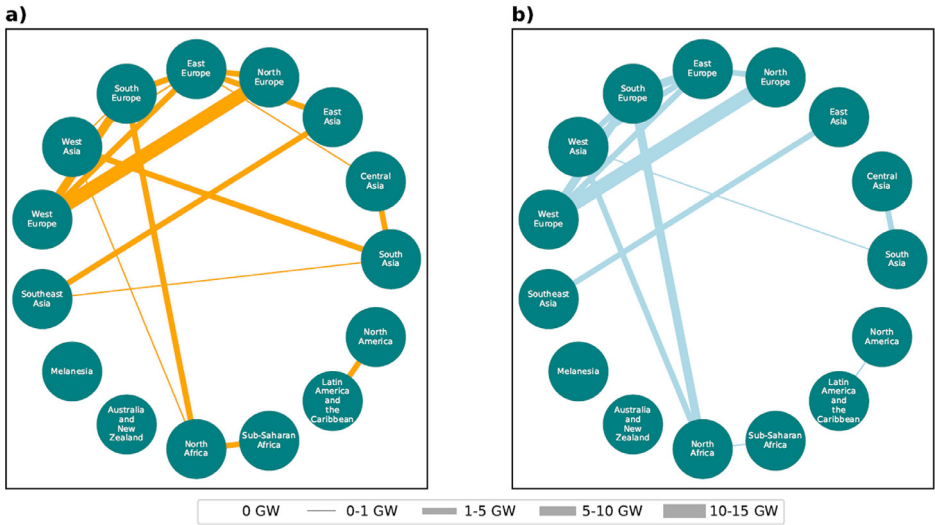 a)
East
Europe
North
Europe
South
Europe
East
Asia
West
Asia
Central
Asia
West
Europe
South
Asia
Southeast
Asia
North
America
Melanesia
Latin
America
and
the
Caribbean
Australia
and
New
Zealand
North
Africa
Sub-Saharan
Africa
b)
East
Europe
North
Europe
South
Europe
East
Asia
West
Asia
Central
Asia
West
Europe
South
Asia
Southeast
Asia
North
America
Melanesia
Latin
America
and
the
Caribbean
Australia
and
New
Zealand
North
Africa
Sub-Saharan
Africa
0 GW 0-1 GW 1-5 GW 5-10 GW 10-15 GW